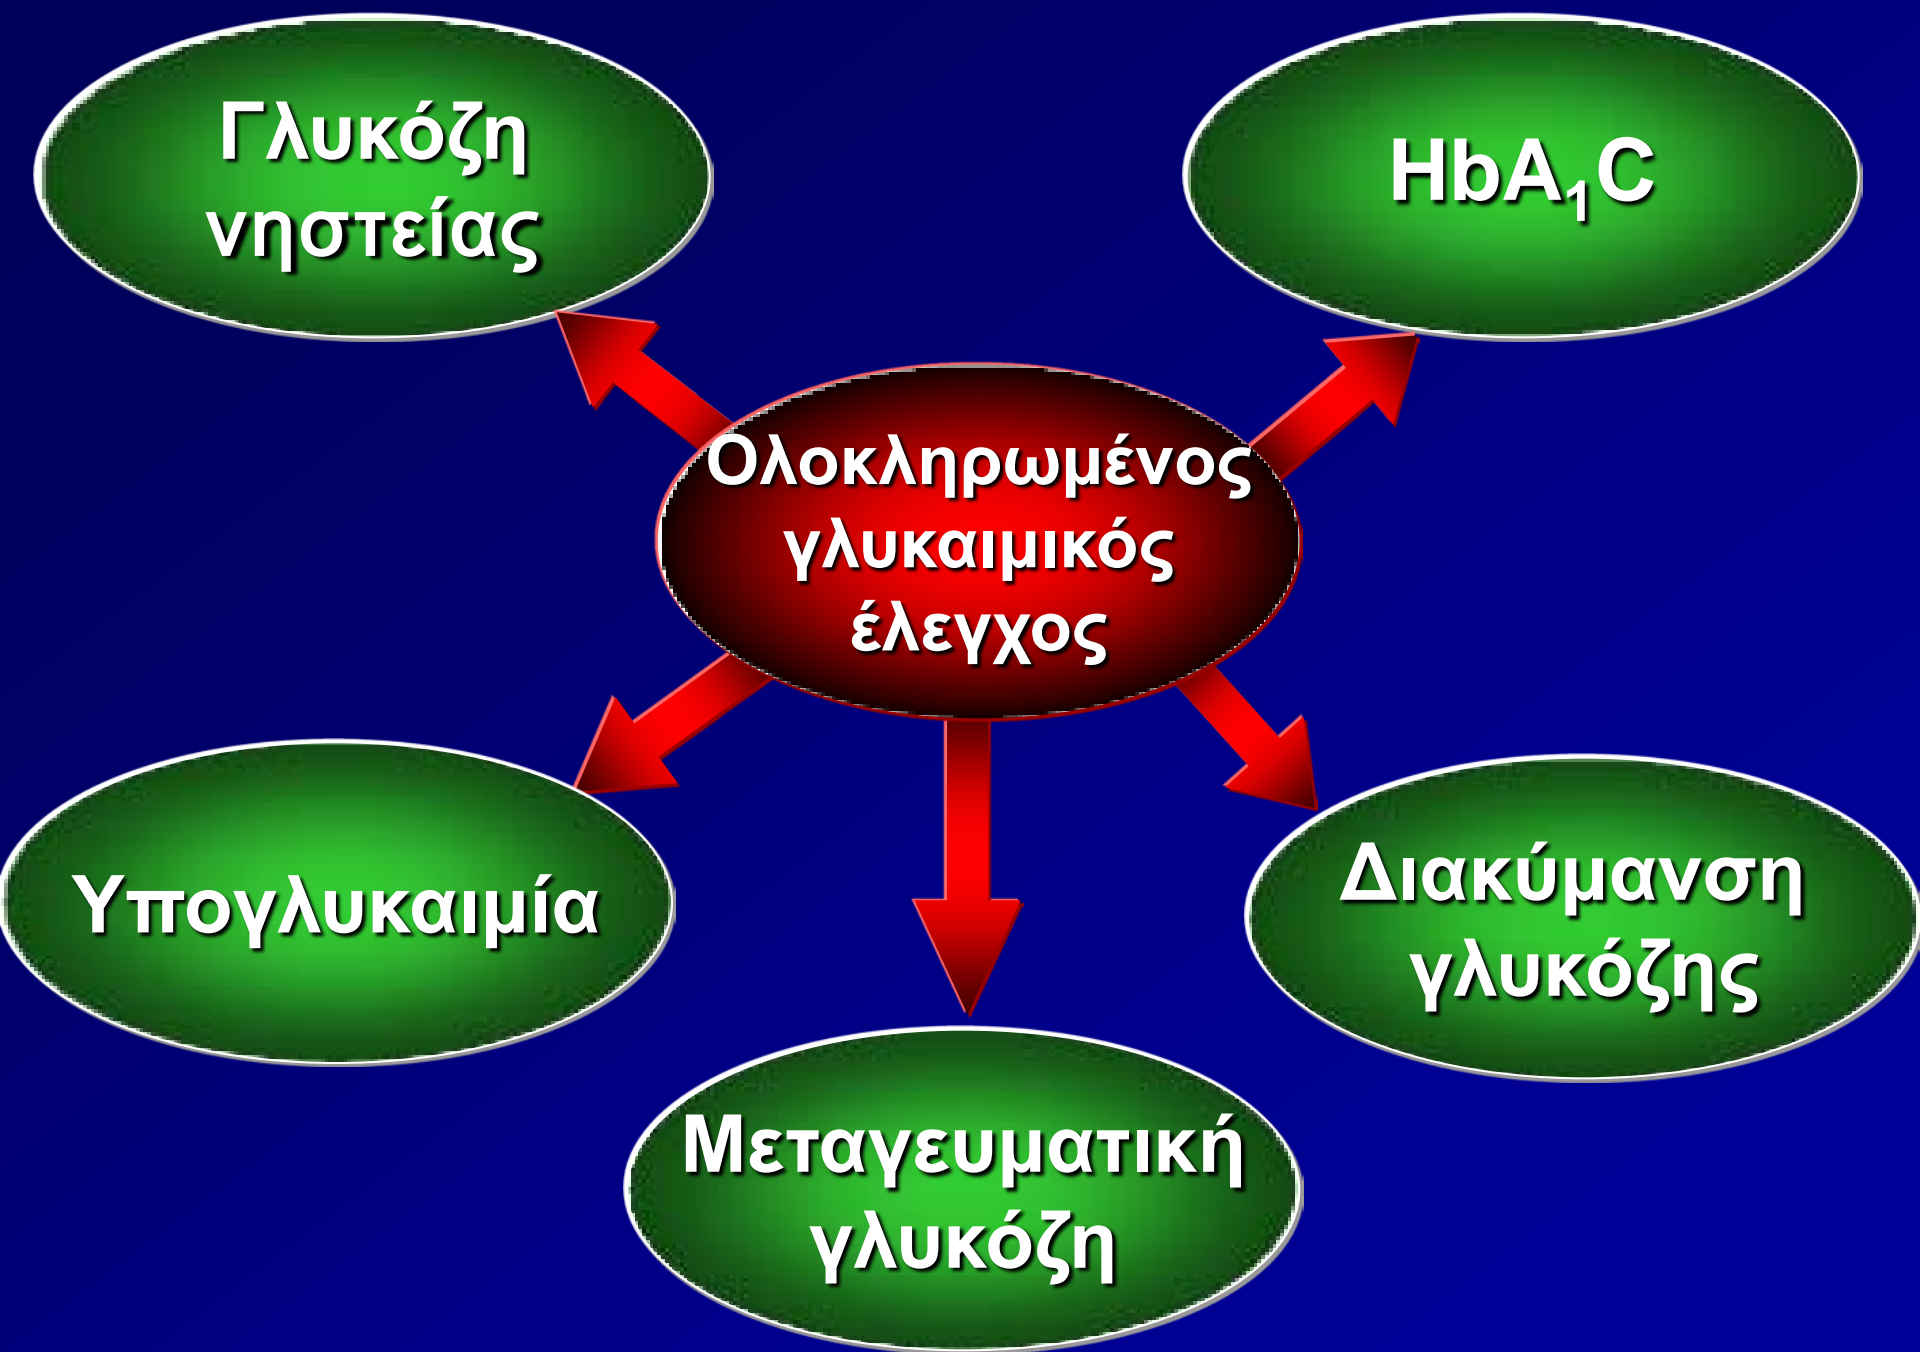 Γλυκόζη
νηστείας
HbA₁C
Ολοκληρωμένος
γλυκαιμικός
έλεγχος
Υπογλυκαιμία
Διακύμανση
γλυκόζης
Μεταγευματική
γλυκόζη